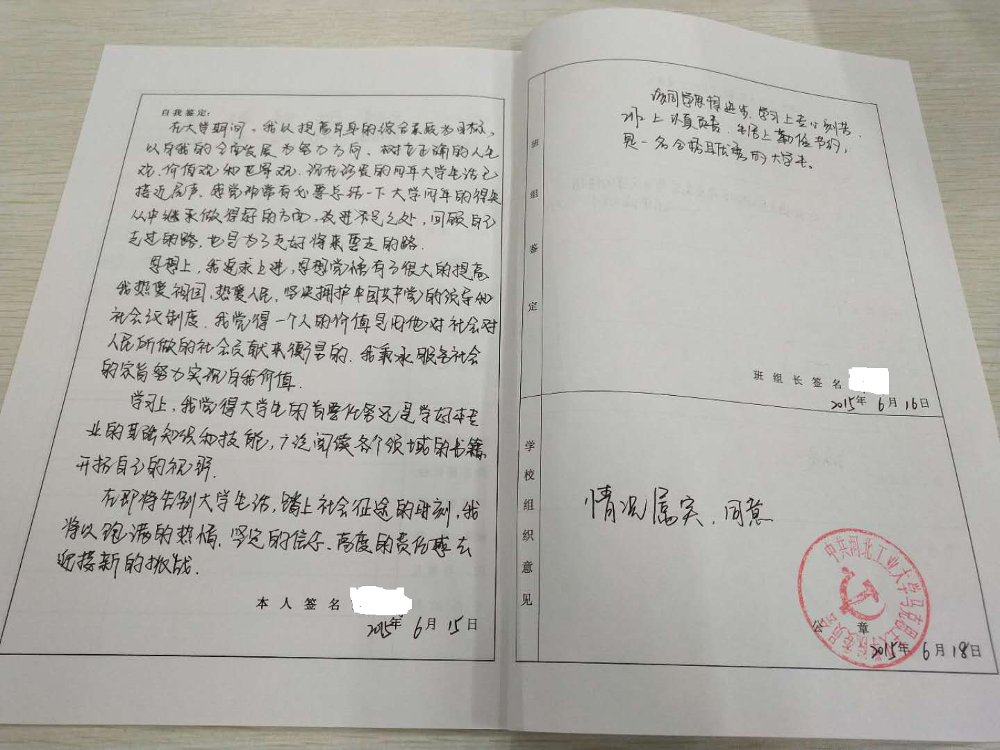 自我鉴定：
在大学期间，我以提高自身的综合素质为目标，
以自我的全面发展为努力方向，树立正确的人生
观、价值观和世界观。现在珍贵的四年大学生活已
接近尾声，感觉非常有必要总结一下大学四年的得失
从中继承做得好的方面，改进不足之处，回顾自己
走过的路，也是为了走好将来要走的路．
思想上，我追求上进，思想觉悟有了很大的提高
我热爱祖国，热爱人民，坚决拥护中国共产党的领导和
社会主义制度．我觉得一个人的价值是用他对社会对
人民所做的社会贡献来衡量的．我秉承服务社会
的宗旨努力实现自我价值．
学习上，我觉得大学生的首要任务还是学好本专
业的基础知识和技能，广泛阅读各个领域的书籍
开拓自己的视野．
在即将告别大学生活，踏上社会征途的时刻，我
将以饱满的热情、坚定的信念、高度的责任感去
迎接新的挑战．
本人签名
2015年 6月 15日
班组鉴定
该同学思想进步，学习上专心刻苦，
工作上认真负责，生活上勤俭节约，
是一名合格且优秀的大学生。
班组长签名
2015年 6月 16日
学校组织意见
情况属实，同意
中共河北工业大学马克思主义学院委员会
公 章
2015年 6月 18日